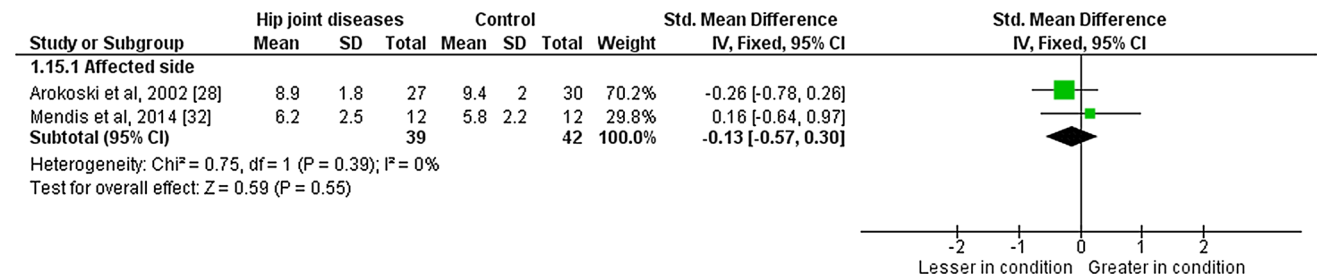 Hip joint diseases Control Std. Mean Difference Std. Mean Difference
Study or Subgroup Mean SD Total Mean SD Total Weight IV, Fixed, 95% CI IV, Fixed, 95% CI
1.15.1 Affected side
Arokoski et al, 2002 [28] 8.9 1.8 27 9.4 2 30 70.2% -0.26 [-0.78, 0.26]
Mendis et al, 2014 [32] 6.2 2.5 12 5.8 2.2 12 29.8% 0.16 [-0.64, 0.97]
Subtotal (95% CI) 39 42 100.0% -0.13 [-0.57, 0.30]
Heterogeneity: Chi² = 0.75, df = 1 (P = 0.39); I² = 0%
Test for overall effect: Z = 0.59 (P = 0.55)
-2 -1 0 1 2
Lesser in condition Greater in condition